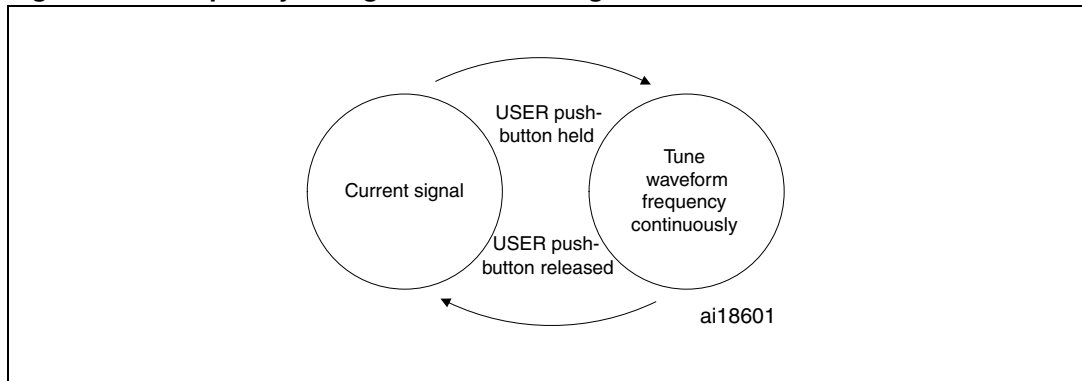 USER push-
button held
Current signal
Tune
waveform
frequency
continuously
USER push-
button released
ai18601